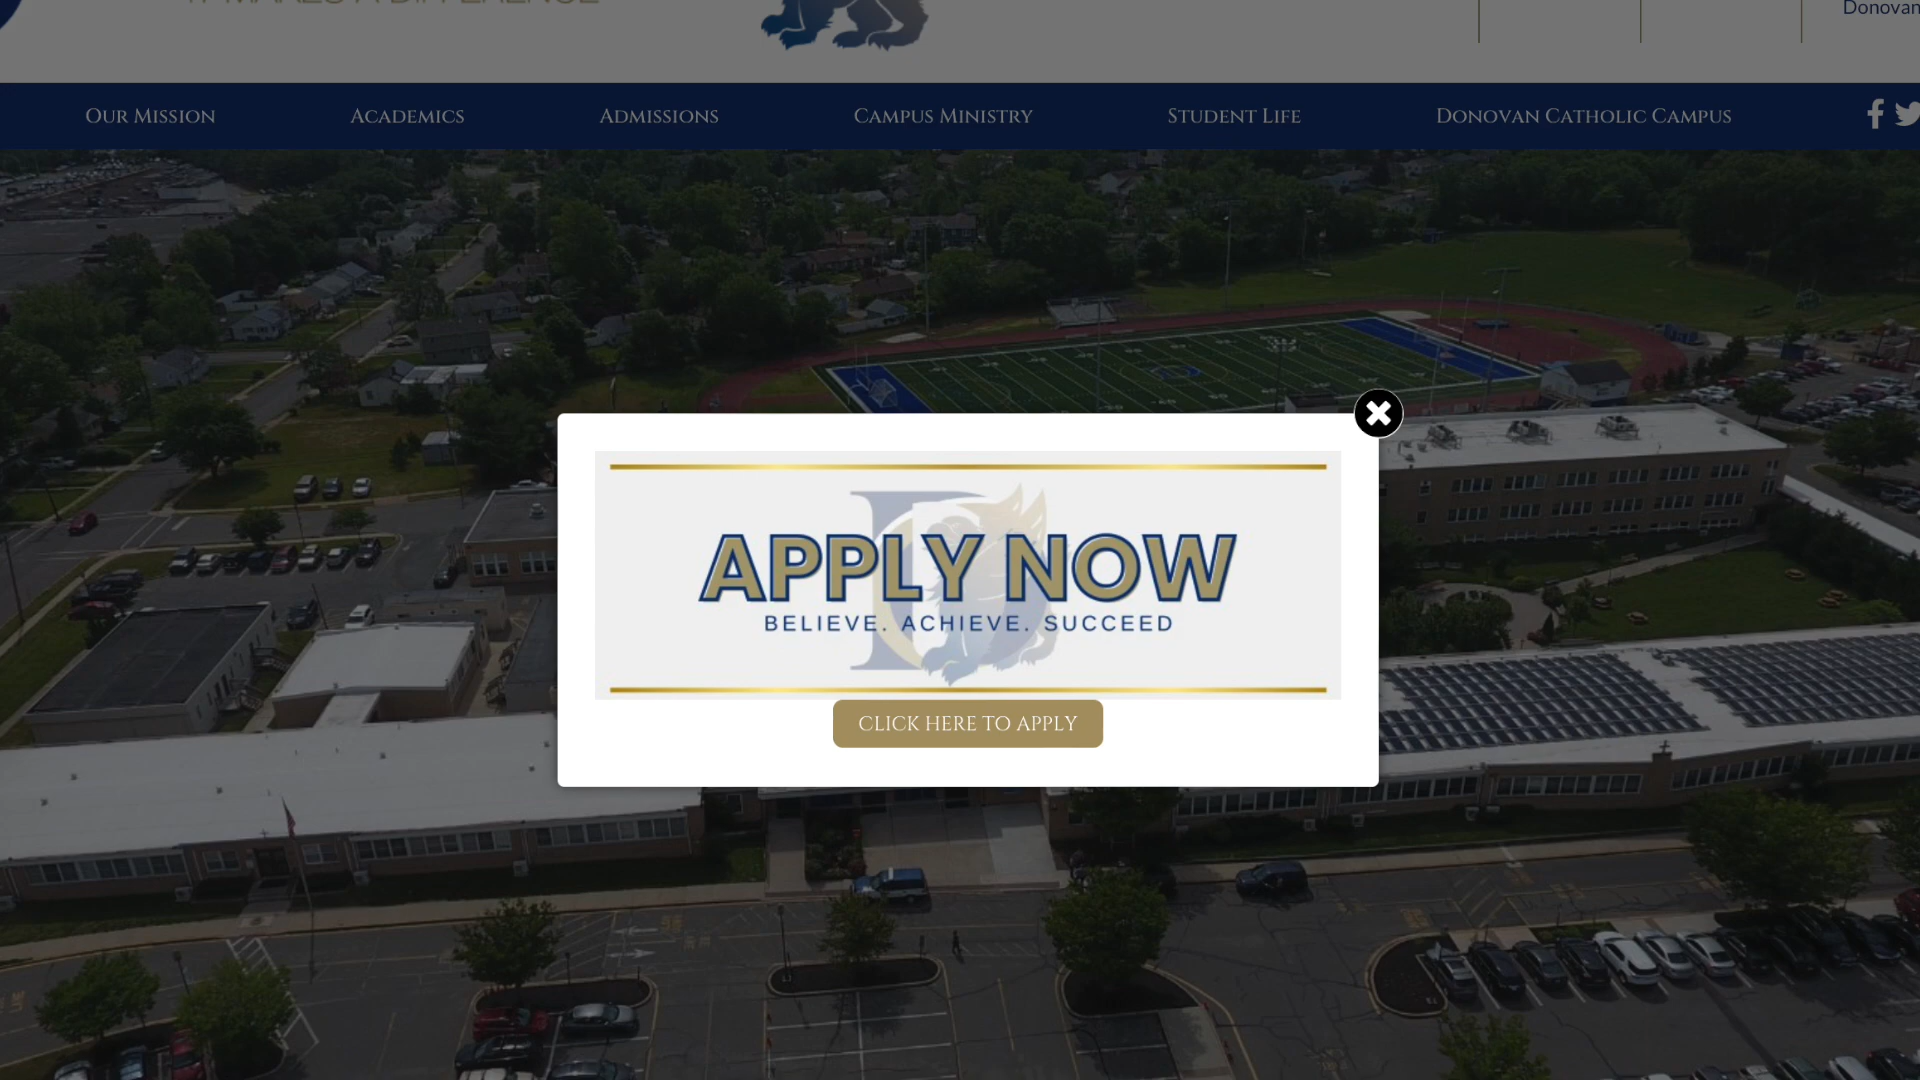 Donovan
Our Mission
Academics
Admissions
Campus Ministry
Student Life
Donovan Catholic Campus
APPLY NOW
BELIEVE. ACHIEVE. SUCCEED
CLICK HERE TO APPLY